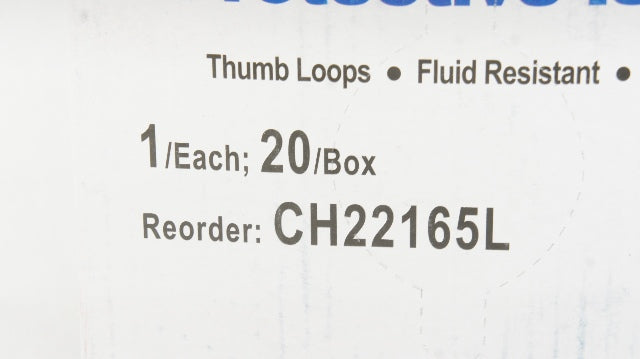 Thumb Loops • Fluid Resistant •
1/Each; 20/Box
Reorder: CH22165L